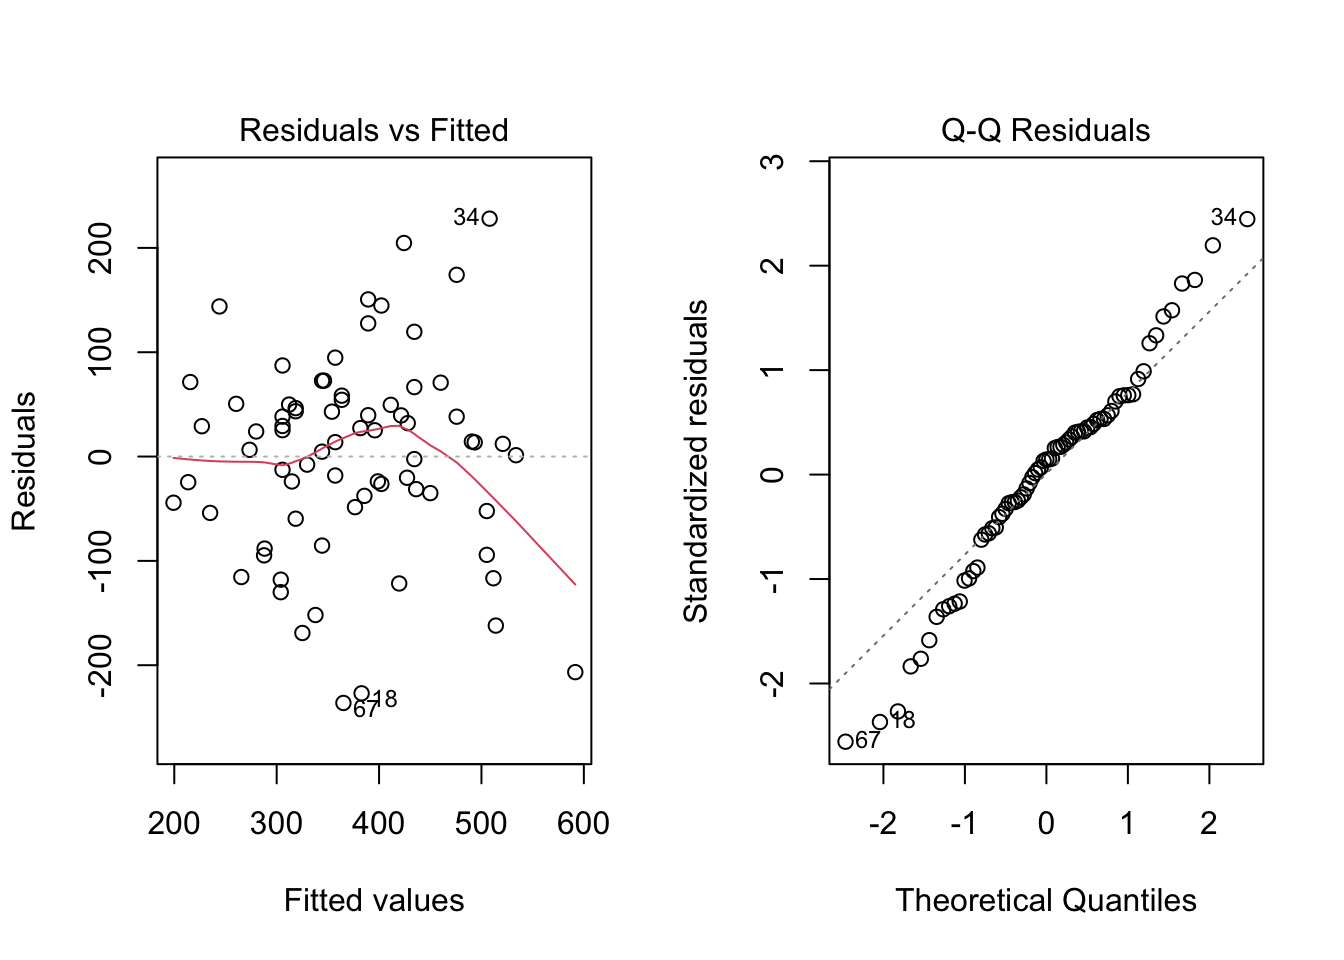 Residuals vs Fitted
Residuals
200
100
0
-100
-200
34
18
67
200 300 400 500 600
Fitted values
Q-Q Residuals
Standardized residuals
3
2
1
0
-1
-2
34
18
67
-2 -1 0 1 2
Theoretical Quantiles